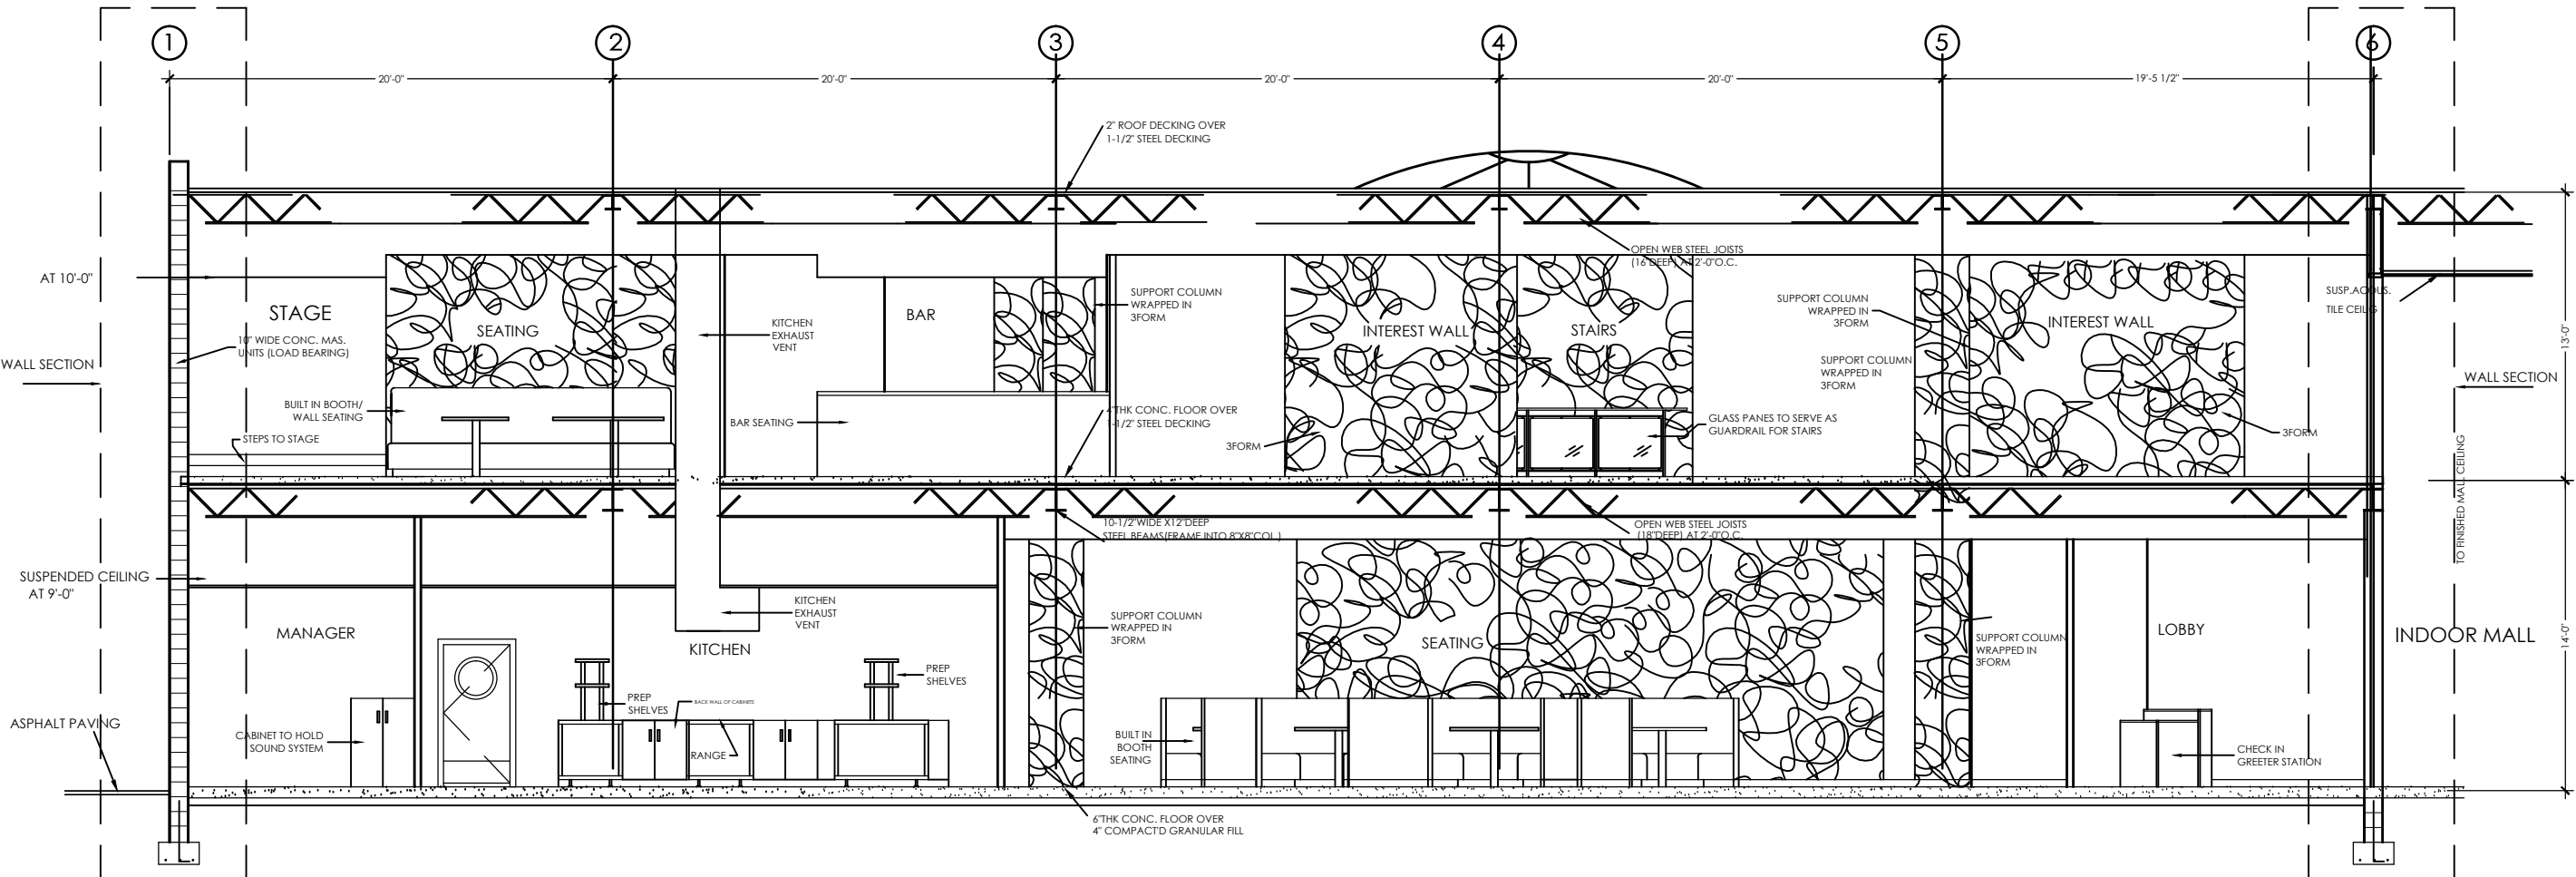 1
2
3
4
5
6
20'-0"
20'-0"
20'-0"
20'-0"
19'-5 1/2"
2" ROOF DECKING OVER
1-1/2" STEEL DECKING
OPEN WEB STEEL JOISTS
(16"DEEP) AT 2'-0"O.C.
AT 10'-0"
STAGE
10" WIDE CONC. MAS.
UNITS (LOAD BEARING)
SEATING
KITCHEN
EXHAUST
VENT
BAR
SUPPORT COLUMN
WRAPPED IN
3FORM
INTEREST WALL
STAIRS
SUPPORT COLUMN
WRAPPED IN
3FORM
SUPPORT COLUMN
WRAPPED IN
3FORM
INTEREST WALL
SUSP.ACOUS.
TILE CEIL'G
13'-0"
WALL SECTION
WALL SECTION
BUILT IN BOOTH/
WALL SEATING
STEPS TO STAGE
BAR SEATING
4"THK CONC. FLOOR OVER
1-1/2" STEEL DECKING
3FORM
GLASS PANES TO SERVE AS
GUARDRAIL FOR STAIRS
3FORM
TO FINISHED MALL CEILING
10-1/2"WIDE X12"DEEP
STEEL BEAMS(FRAME INTO 8"X8"COL.)
OPEN WEB STEEL JOISTS
(18"DEEP) AT 2'-0"O.C.
SUSPENDED CEILING
AT 9'-0"
MANAGER
KITCHEN
EXHAUST
VENT
KITCHEN
SUPPORT COLUMN
WRAPPED IN
3FORM
SEATING
SUPPORT COLUMN
WRAPPED IN
3FORM
LOBBY
INDOOR MALL
14'-0"
PREP
SHELVES
PREP
SHELVES
BACK WALL OF CABINETS
ASPHALT PAVING
CABINET TO HOLD
SOUND SYSTEM
RANGE
BUILT IN
BOOTH
SEATING
CHECK IN
GREETER STATION
6"THK CONC. FLOOR OVER
4" COMPACT'D GRANULAR FILL